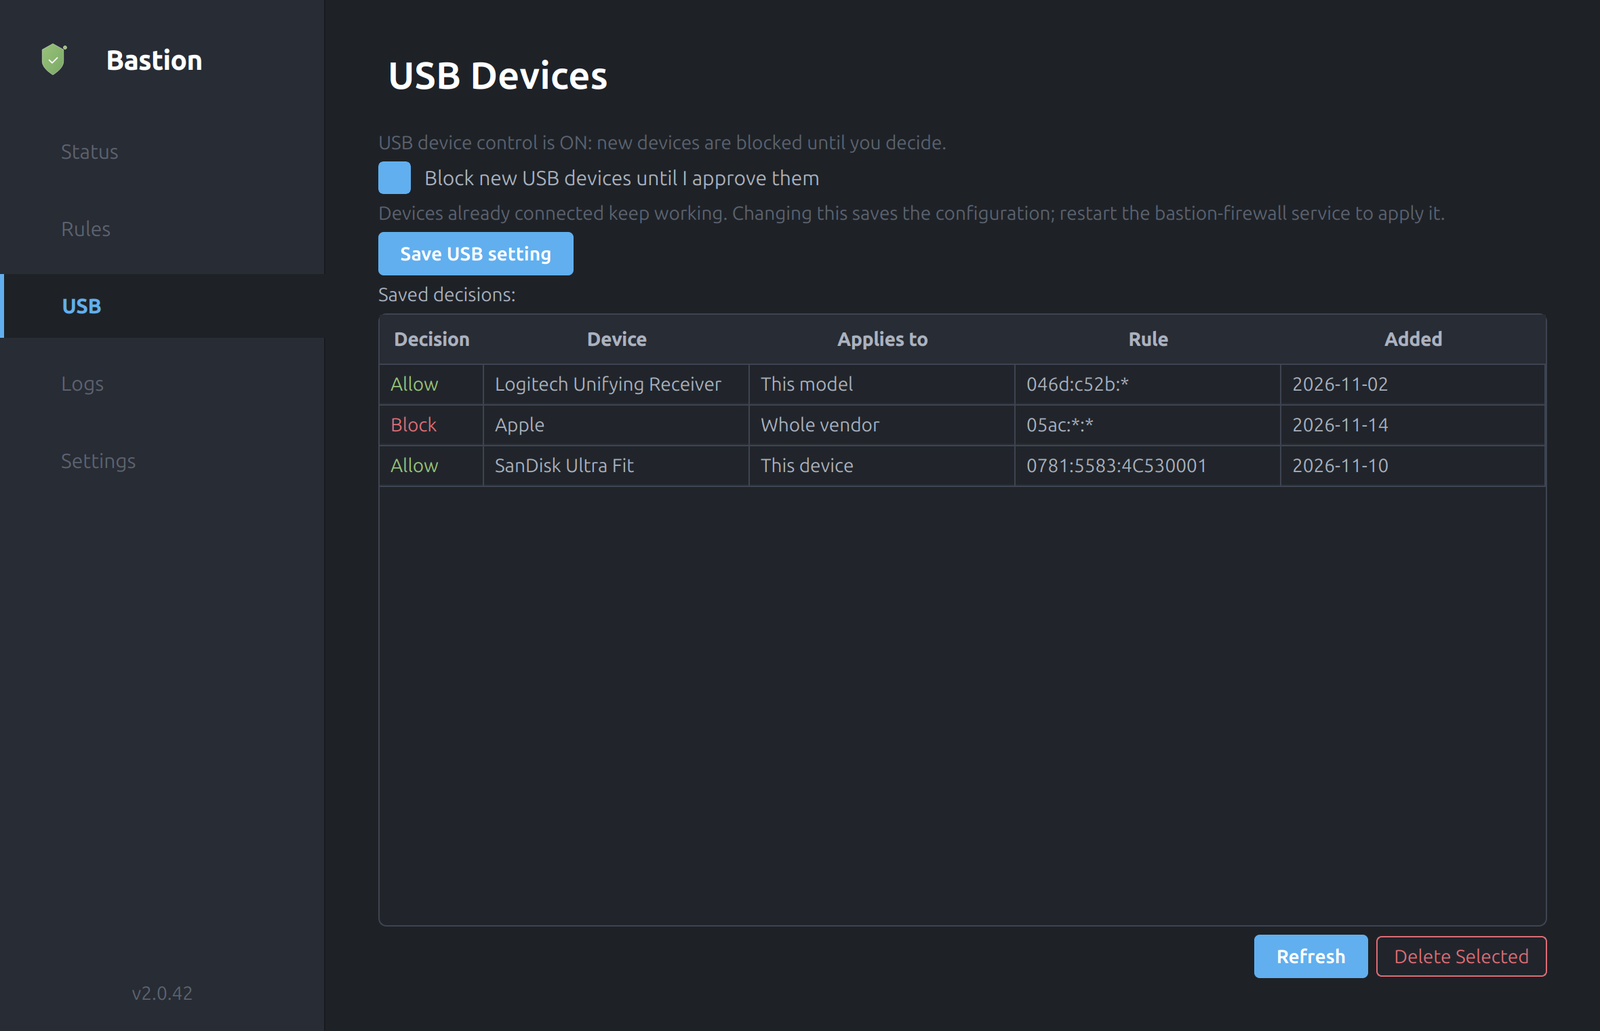 Bastion
Status
Rules
USB
Logs
Settings
v2.0.42
USB Devices
USB device control is ON: new devices are blocked until you decide.
Block new USB devices until I approve them
Devices already connected keep working. Changing this saves the configuration; restart the bastion-firewall service to apply it.
Save USB setting
Saved decisions:
Decision Device Applies to Rule Added
Allow Logitech Unifying Receiver This model 046d:c52b:* 2026-11-02
Block Apple Whole vendor 05ac:*:* 2026-11-14
Allow SanDisk Ultra Fit This device 0781:5583:4C530001 2026-11-10
Refresh Delete Selected